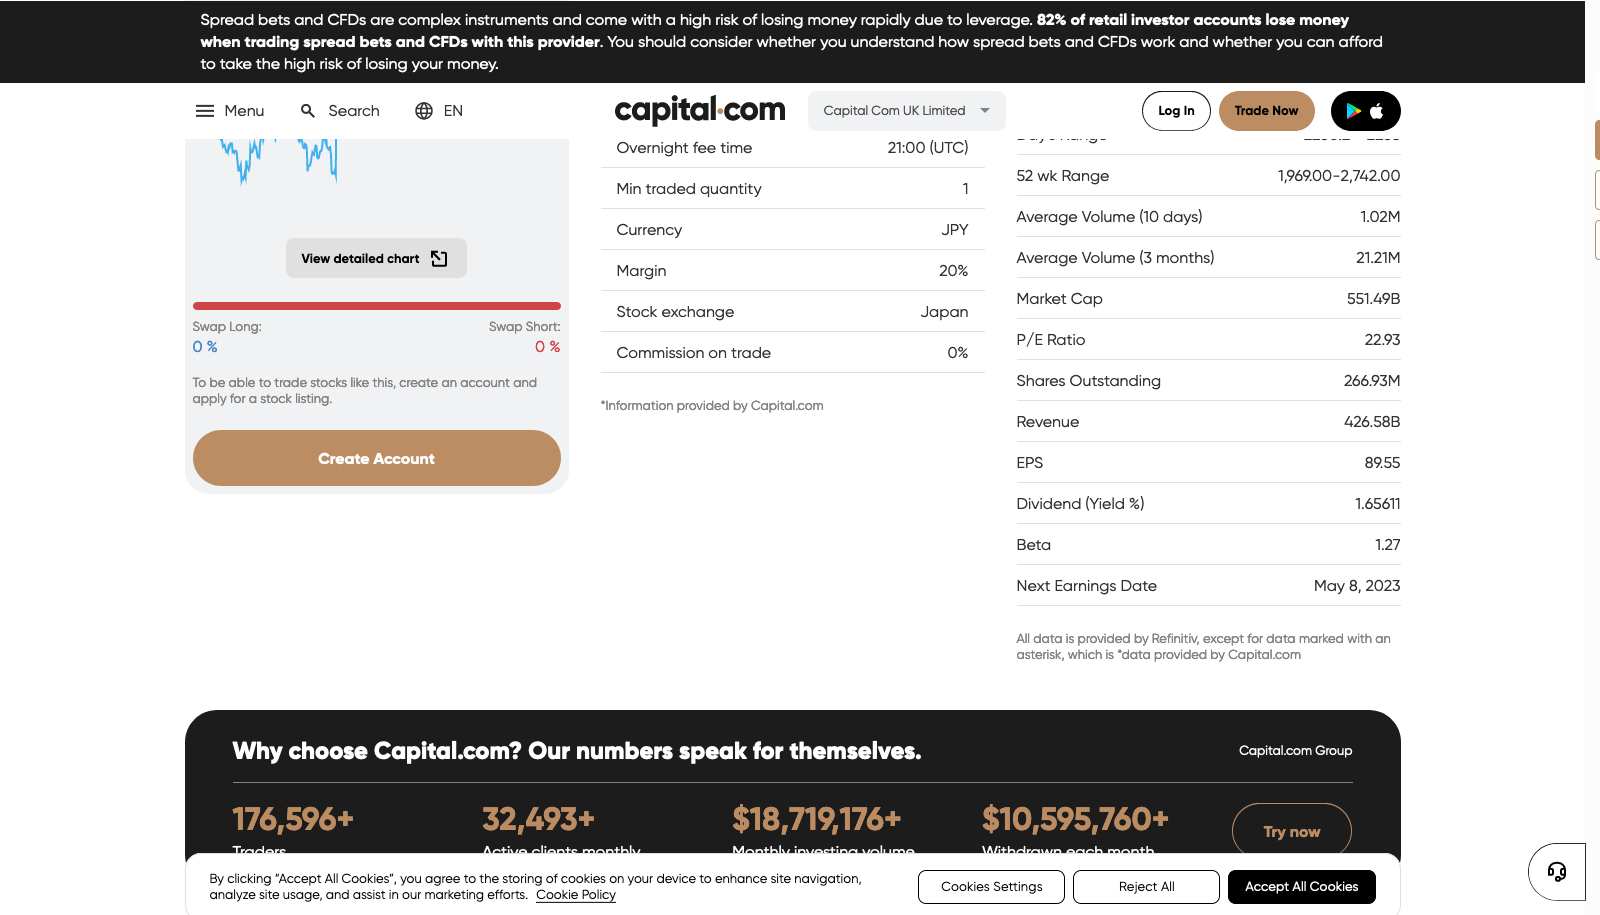 Spread bets and CFDs are complex instruments and come with a high risk of losing money rapidly due to leverage. 82% of retail investor accounts lose money
when trading spread bets and CFDs with this provider. You should consider whether you understand how spread bets and CFDs work and whether you can afford
to take the high risk of losing your money.
Menu
Search
EN
capital.com
Capital Com UK Limited
Log In
Trade Now
View detailed chart
Swap Long:
Swap Short:
0 %
0 %
To be able to trade stocks like this, create an account and
apply for a stock listing.
Create Account
Overnight fee time 21:00 (UTC)
Min traded quantity 1
Currency JPY
Margin 20%
Stock exchange Japan
Commission on trade 0%
*Information provided by Capital.com
52 wk Range 1,969.00-2,742.00
Average Volume (10 days) 1.02M
Average Volume (3 months) 21.21M
Market Cap 551.49B
P/E Ratio 22.93
Shares Outstanding 266.93M
Revenue 426.58B
EPS 89.55
Dividend (Yield %) 1.65611
Beta 1.27
Next Earnings Date May 8, 2023
All data is provided by Refinitiv, except for data marked with an
asterisk, which is *data provided by Capital.com
Why choose Capital.com? Our numbers speak for themselves.
Capital.com Group
176,596+
Traders
32,493+
Active clients monthly
$18,719,176+
Monthly investing volume
$10,595,760+
Withdrawn each month
Try now
By clicking “Accept All Cookies”, you agree to the storing of cookies on your device to enhance site navigation,
analyze site usage, and assist in our marketing efforts. Cookie Policy
Cookies Settings
Reject All
Accept All Cookies